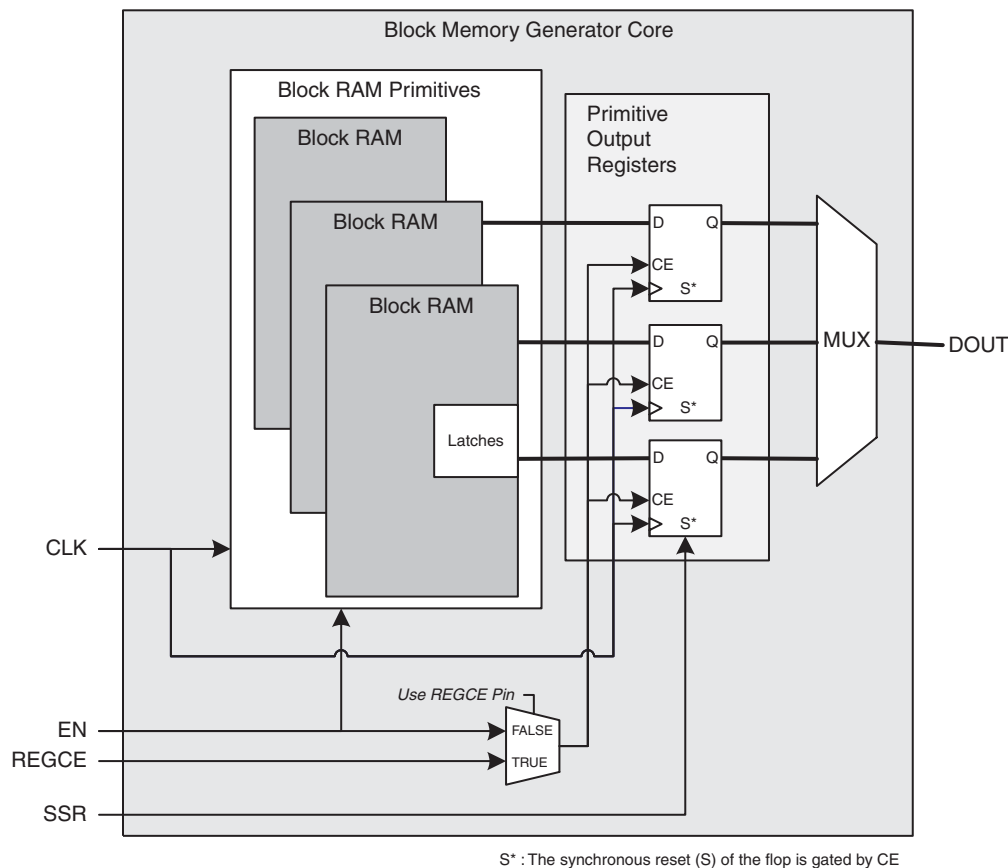 Block Memory Generator Core
Block RAM Primitives
Block RAM
Block RAM
Block RAM
Latches
Primitive
Output
Registers
D Q
CE
S*
D Q
CE
S*
D Q
CE
S*
MUX
DOUT
CLK
Use REGCE Pin
EN
FALSE
REGCE
TRUE
SSR
S* : The synchronous reset (S) of the flop is gated by CE